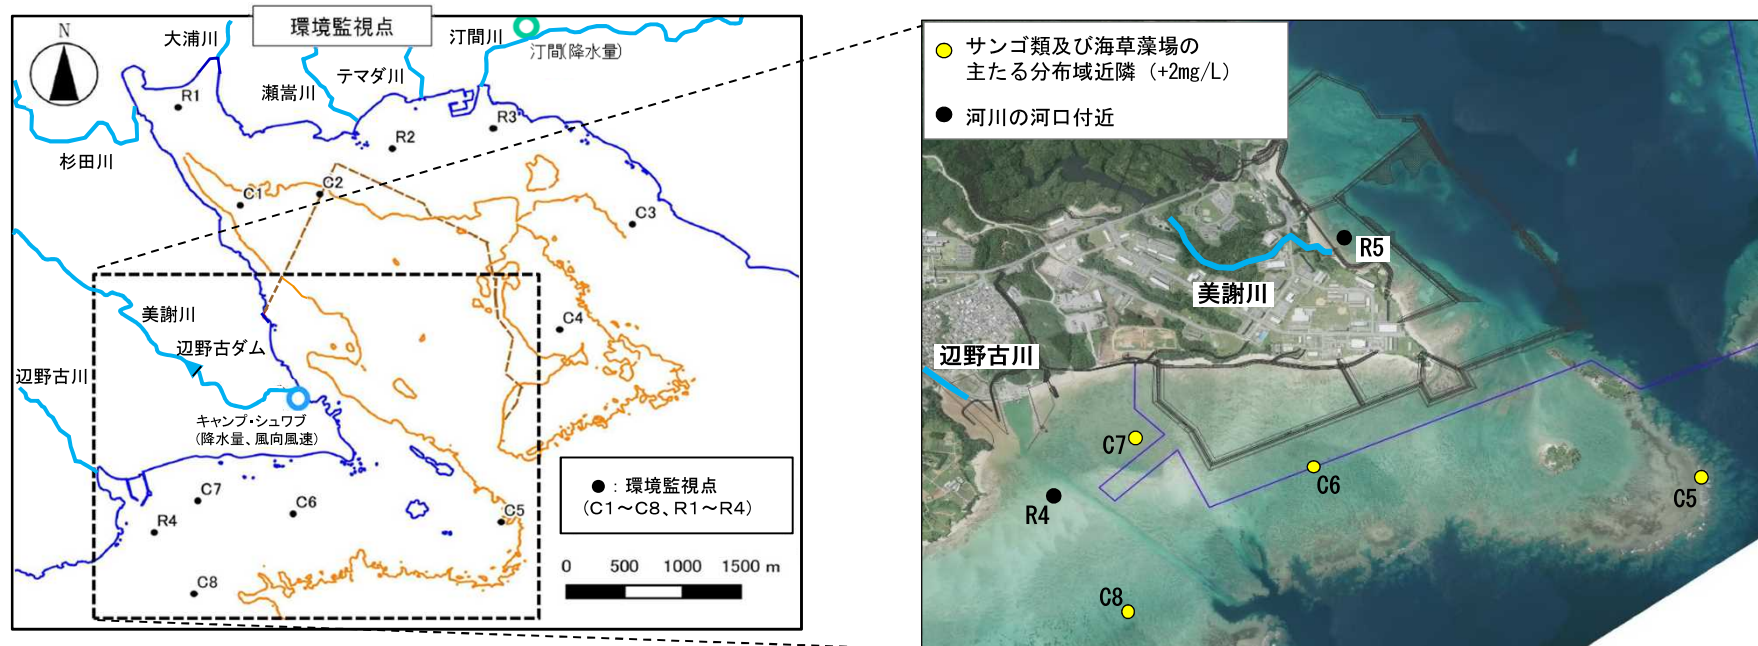 環境監視点
N
大浦川
汀間川
汀間(降水量)
テマダ川
瀬嵩川
R1
R2
R3
杉田川
C1
C2
C3
美謝川
C4
辺野古ダム
辺野古川
キャンプ・シュワブ
(降水量、風向風速)
C7
C6
C5
R4
C8
●：環境監視点
(C1～C8、R1～R4)
0 500 1000 1500 m
サンゴ類及び海草藻場の
主たる分布域近隣（+2mg/L）
河川の河口付近
R5
美謝川
辺野古川
C7
C6
C5
R4
C8